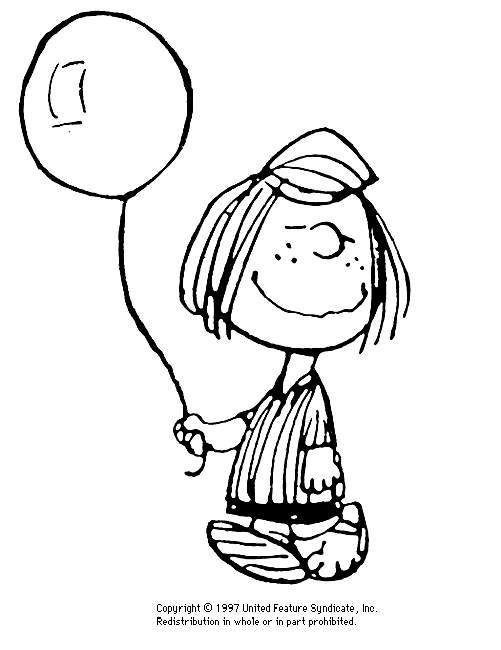 Copyright © 1997 United Feature Syndicate, Inc.
Redistribution in whole or in part prohibited.